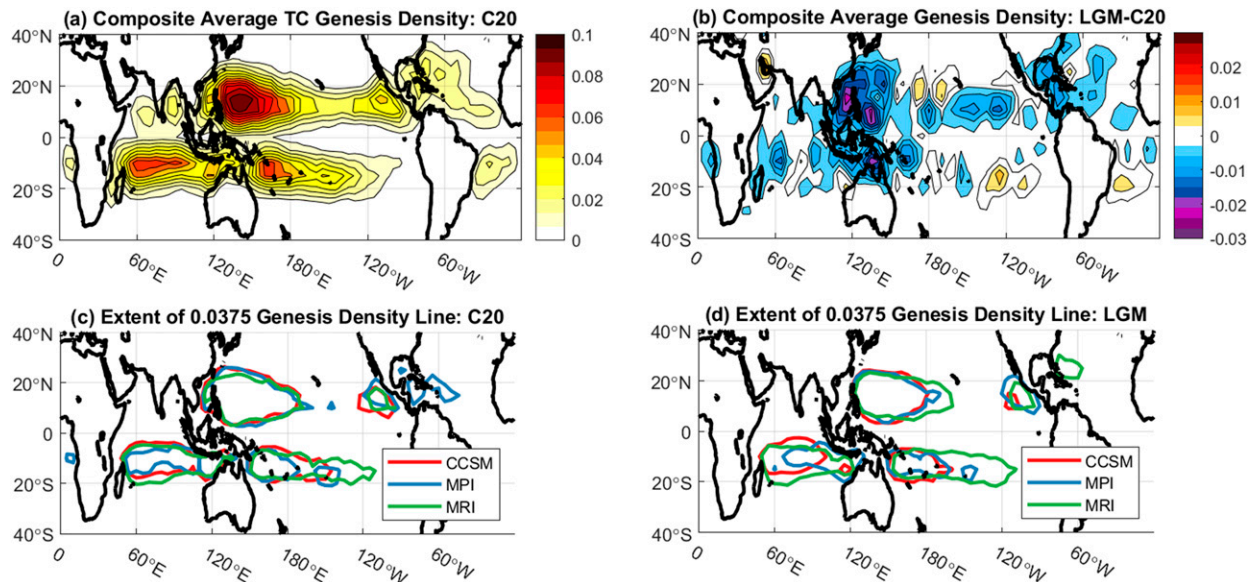 (a) Composite Average TC Genesis Density: C20
40°N
20°N
0
20°S
40°S
0
60°E
120°E
180°W
120°W
60°W
0.1
0.08
0.06
0.04
0.02
0
(b) Composite Average Genesis Density: LGM-C20
40°N
20°N
0
20°S
40°S
0
60°E
120°E
180°W
120°W
60°W
0.02
0.01
0
-0.01
-0.02
-0.03
(c) Extent of 0.0375 Genesis Density Line: C20
40°N
20°N
0
20°S
40°S
0
60°E
120°E
180°W
120°W
60°W
CCSM
MPI
MRI
(d) Extent of 0.0375 Genesis Density Line: LGM
40°N
20°N
0
20°S
40°S
0
60°E
120°E
180°W
120°W
60°W
CCSM
MPI
MRI